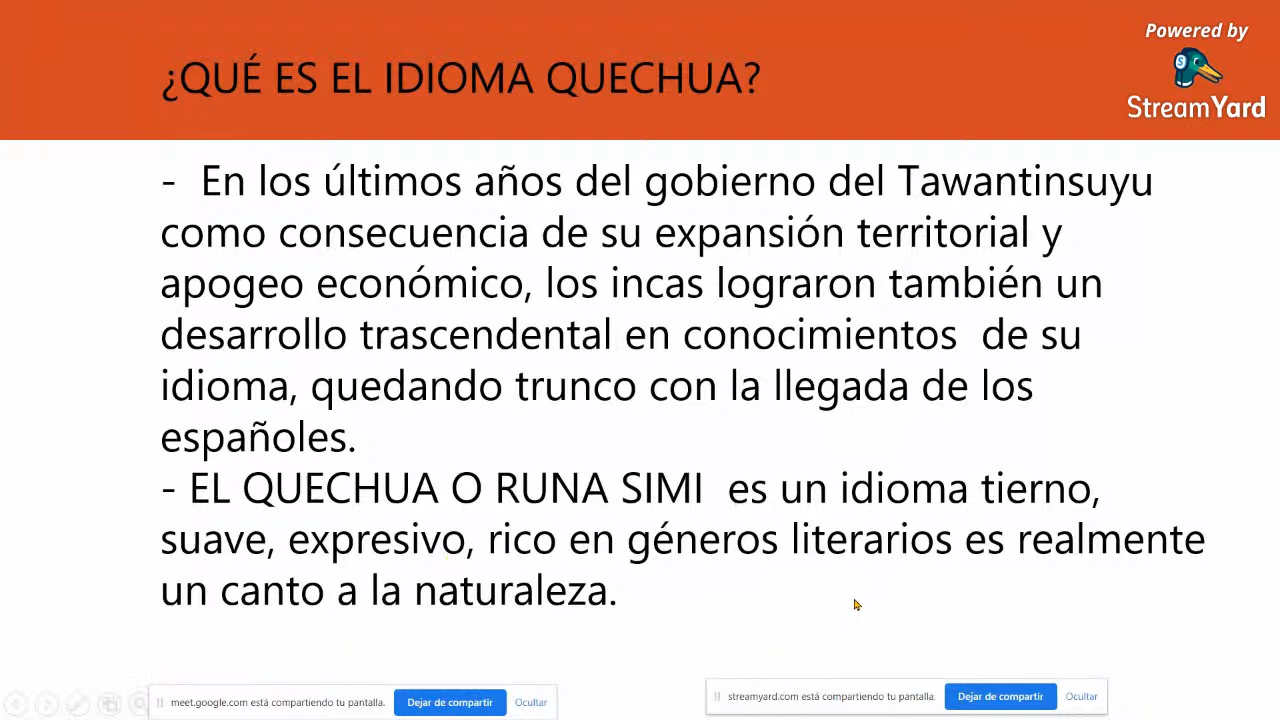 Powered by
¿QUÉ ES EL IDIOMA QUECHUA?
StreamYard
- En los últimos años del gobierno del Tawantinsuyu
como consecuencia de su expansión territorial y
apogeo económico, los incas lograron también un
desarrollo trascendental en conocimientos de su
idioma, quedando trunco con la llegada de los
españoles.
- EL QUECHUA O RUNA SIMI es un idioma tierno,
suave, expresivo, rico en géneros literarios es realmente
un canto a la naturaleza.
meet.google.com está compartiendo tu pantalla. Dejar de compartir Ocultar
streamyard.com está compartiendo tu pantalla. Dejar de compartir Ocultar